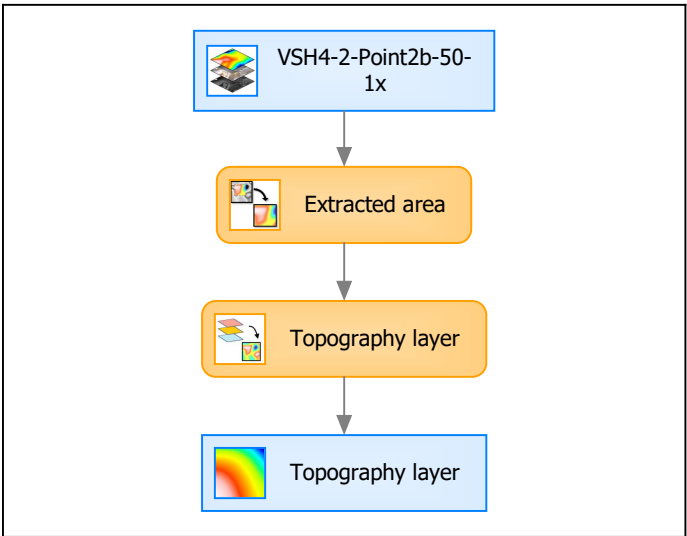 VSH4-2-Point2b-50-
1x
Extracted area
Topography layer
Topography layer